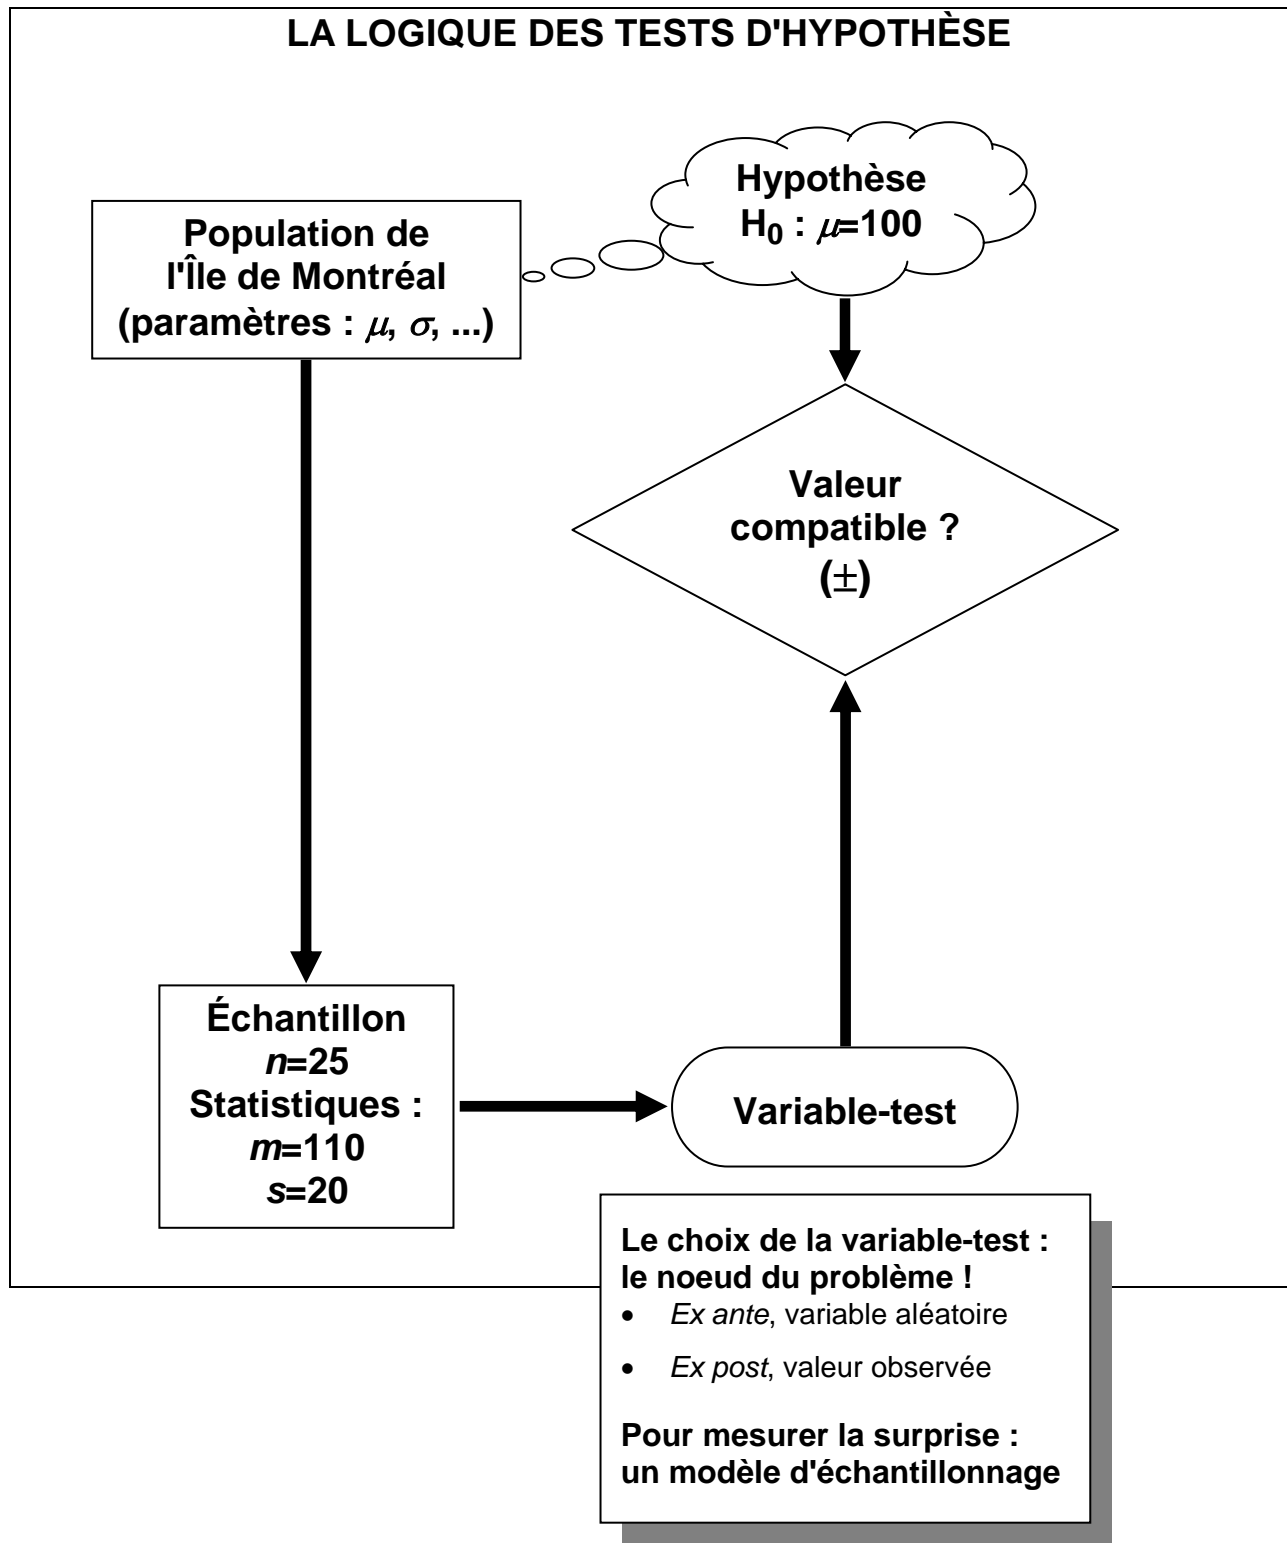 LA LOGIQUE DES TESTS D'HYPOTHÈSE
Hypothèse
H0 : μ=100
Population de
l'Île de Montréal
(paramètres : μ, σ, ...)
Valeur
compatible ?
(±)
Échantillon
n=25
Statistiques :
m=110
s=20
Variable-test
Le choix de la variable-test :
le noeud du problème !
• Ex ante, variable aléatoire
• Ex post, valeur observée
Pour mesurer la surprise :
un modèle d'échantillonnage